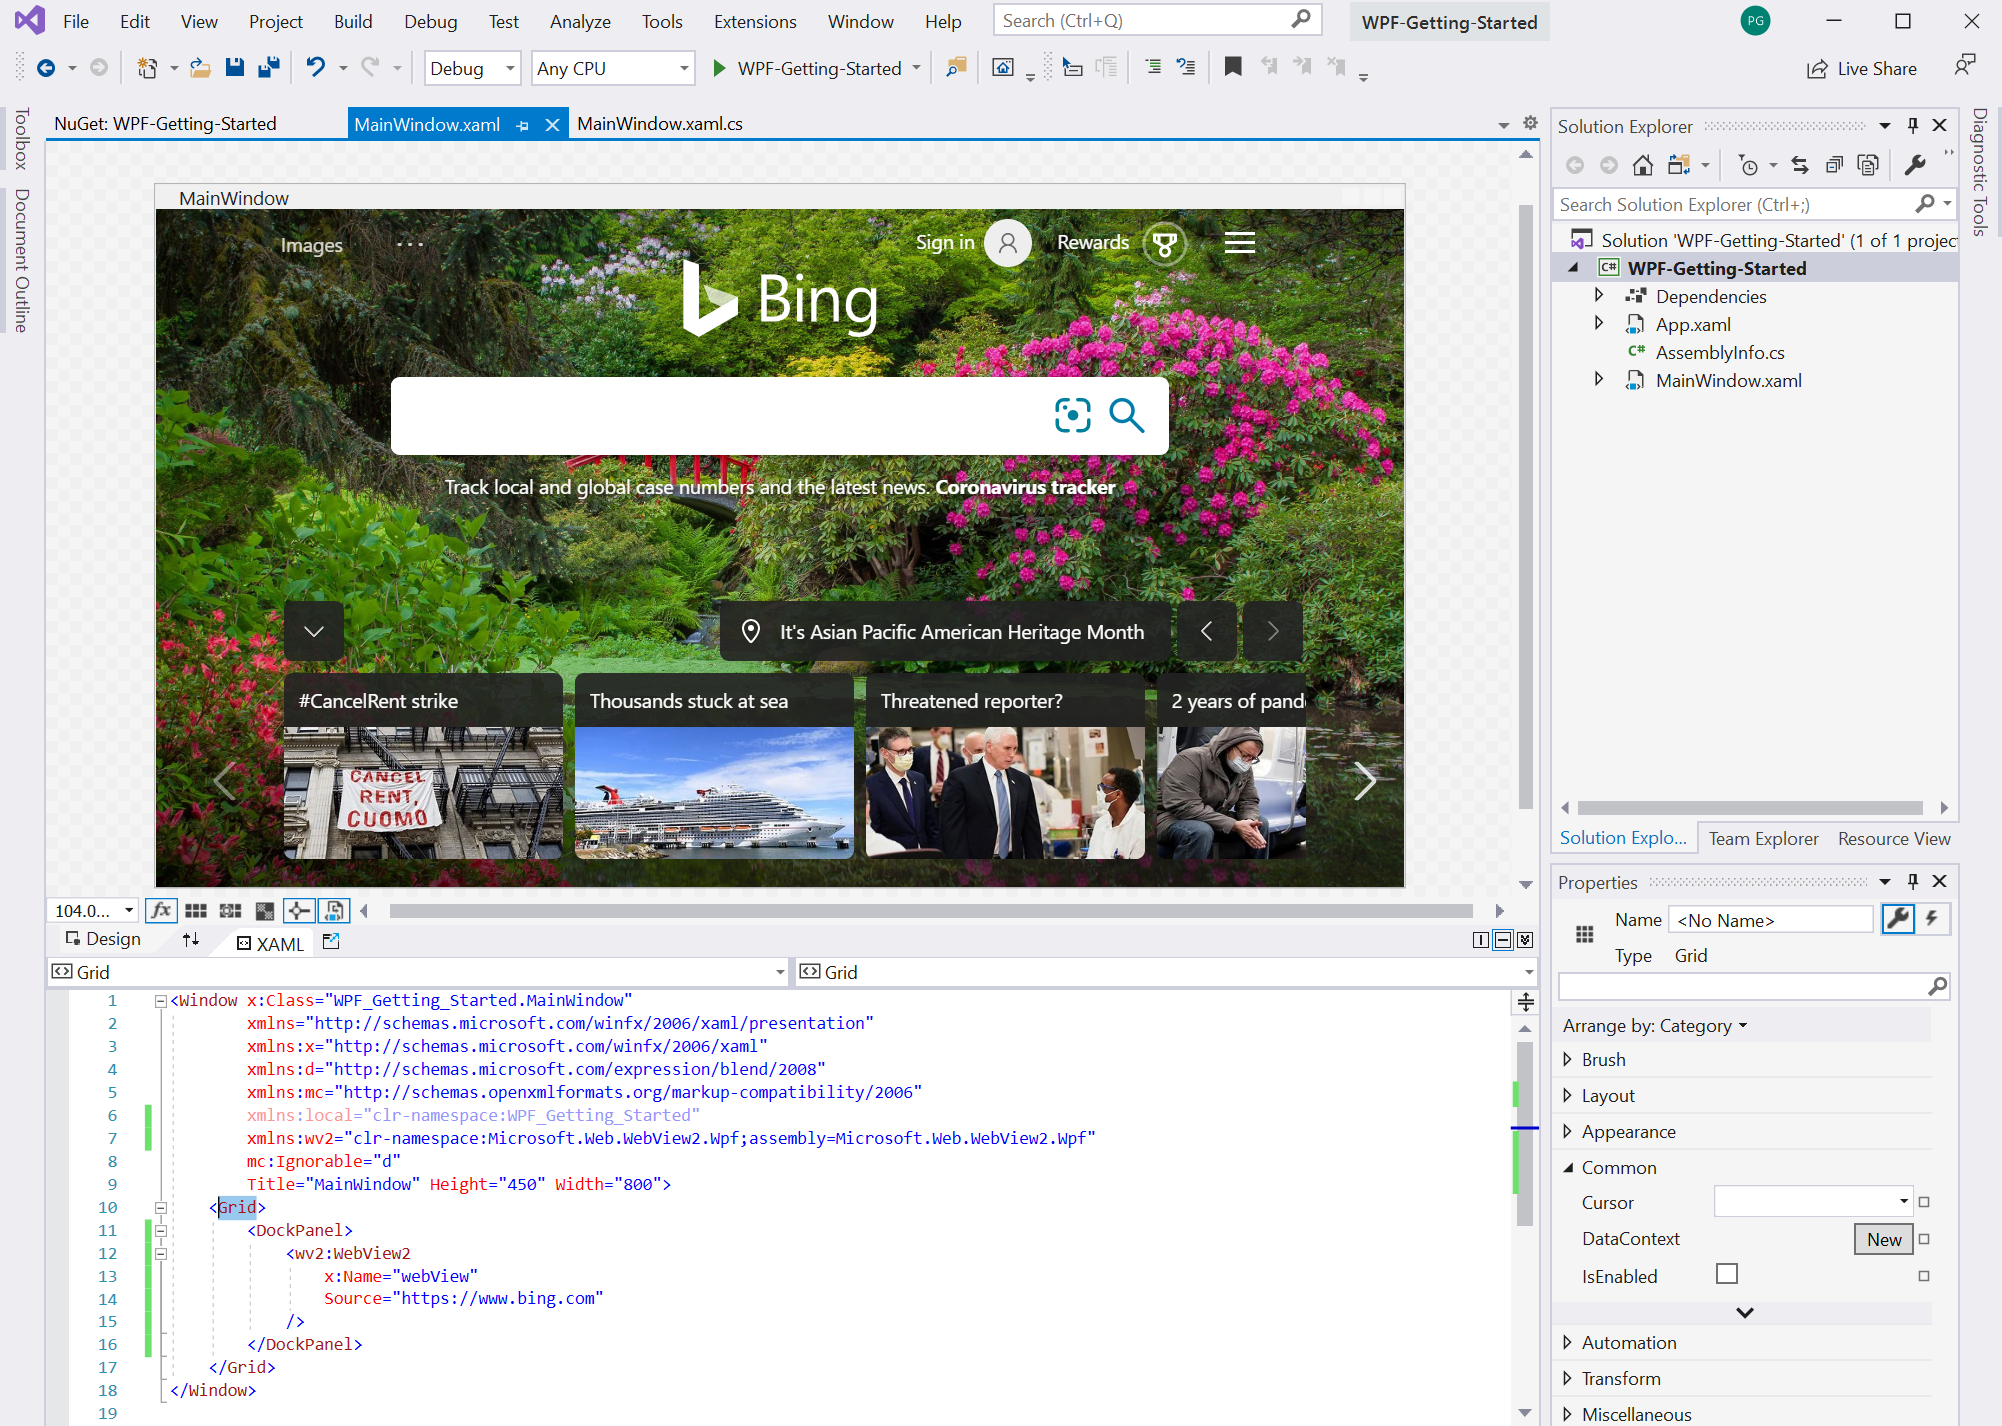 File Edit View Project Build Debug Test Analyze Tools Extensions Window Help Search (Ctrl+Q) WPF-Getting-Started PG
Debug Any CPU WPF-Getting-Started Live Share
Toolbox
Document Outline
NuGet: WPF-Getting-Started MainWindow.xaml MainWindow.xaml.cs
MainWindow
Images ... Sign in Rewards
Bing
Track local and global case numbers and the latest news. Coronavirus tracker
It's Asian Pacific American Heritage Month
#CancelRent strike Thousands stuck at sea Threatened reporter? 2 years of pand
CANCEL
RENT,
CUOMO
104.0... fx
Design XAML
Grid Grid
1 <Window x:Class="WPF_Getting_Started.MainWindow"
2 xmlns="http://schemas.microsoft.com/winfx/2006/xaml/presentation"
3 xmlns:x="http://schemas.microsoft.com/winfx/2006/xaml"
4 xmlns:d="http://schemas.microsoft.com/expression/blend/2008"
5 xmlns:mc="http://schemas.openxmlformats.org/markup-compatibility/2006"
6 xmlns:local="clr-namespace:WPF_Getting_Started"
7 xmlns:wv2="clr-namespace:Microsoft.Web.WebView2.Wpf;assembly=Microsoft.Web.WebView2.Wpf"
8 mc:Ignorable="d"
9 Title="MainWindow" Height="450" Width="800">
10 <Grid>
11 <DockPanel>
12 <wv2:WebView2
13 x:Name="webView"
14 Source="https://www.bing.com"
15 />
16 </DockPanel>
17 </Grid>
18 </Window>
19
Solution Explorer
Search Solution Explorer (Ctrl+;)
Solution 'WPF-Getting-Started' (1 of 1 projec
C# WPF-Getting-Started
Dependencies
App.xaml
C# AssemblyInfo.cs
MainWindow.xaml
Solution Explo... Team Explorer Resource View
Properties
Name <No Name>
Type Grid
Arrange by: Category
Brush
Layout
Appearance
Common
Cursor
DataContext New
IsEnabled
Automation
Transform
Miscellaneous
Diagnostic Tools